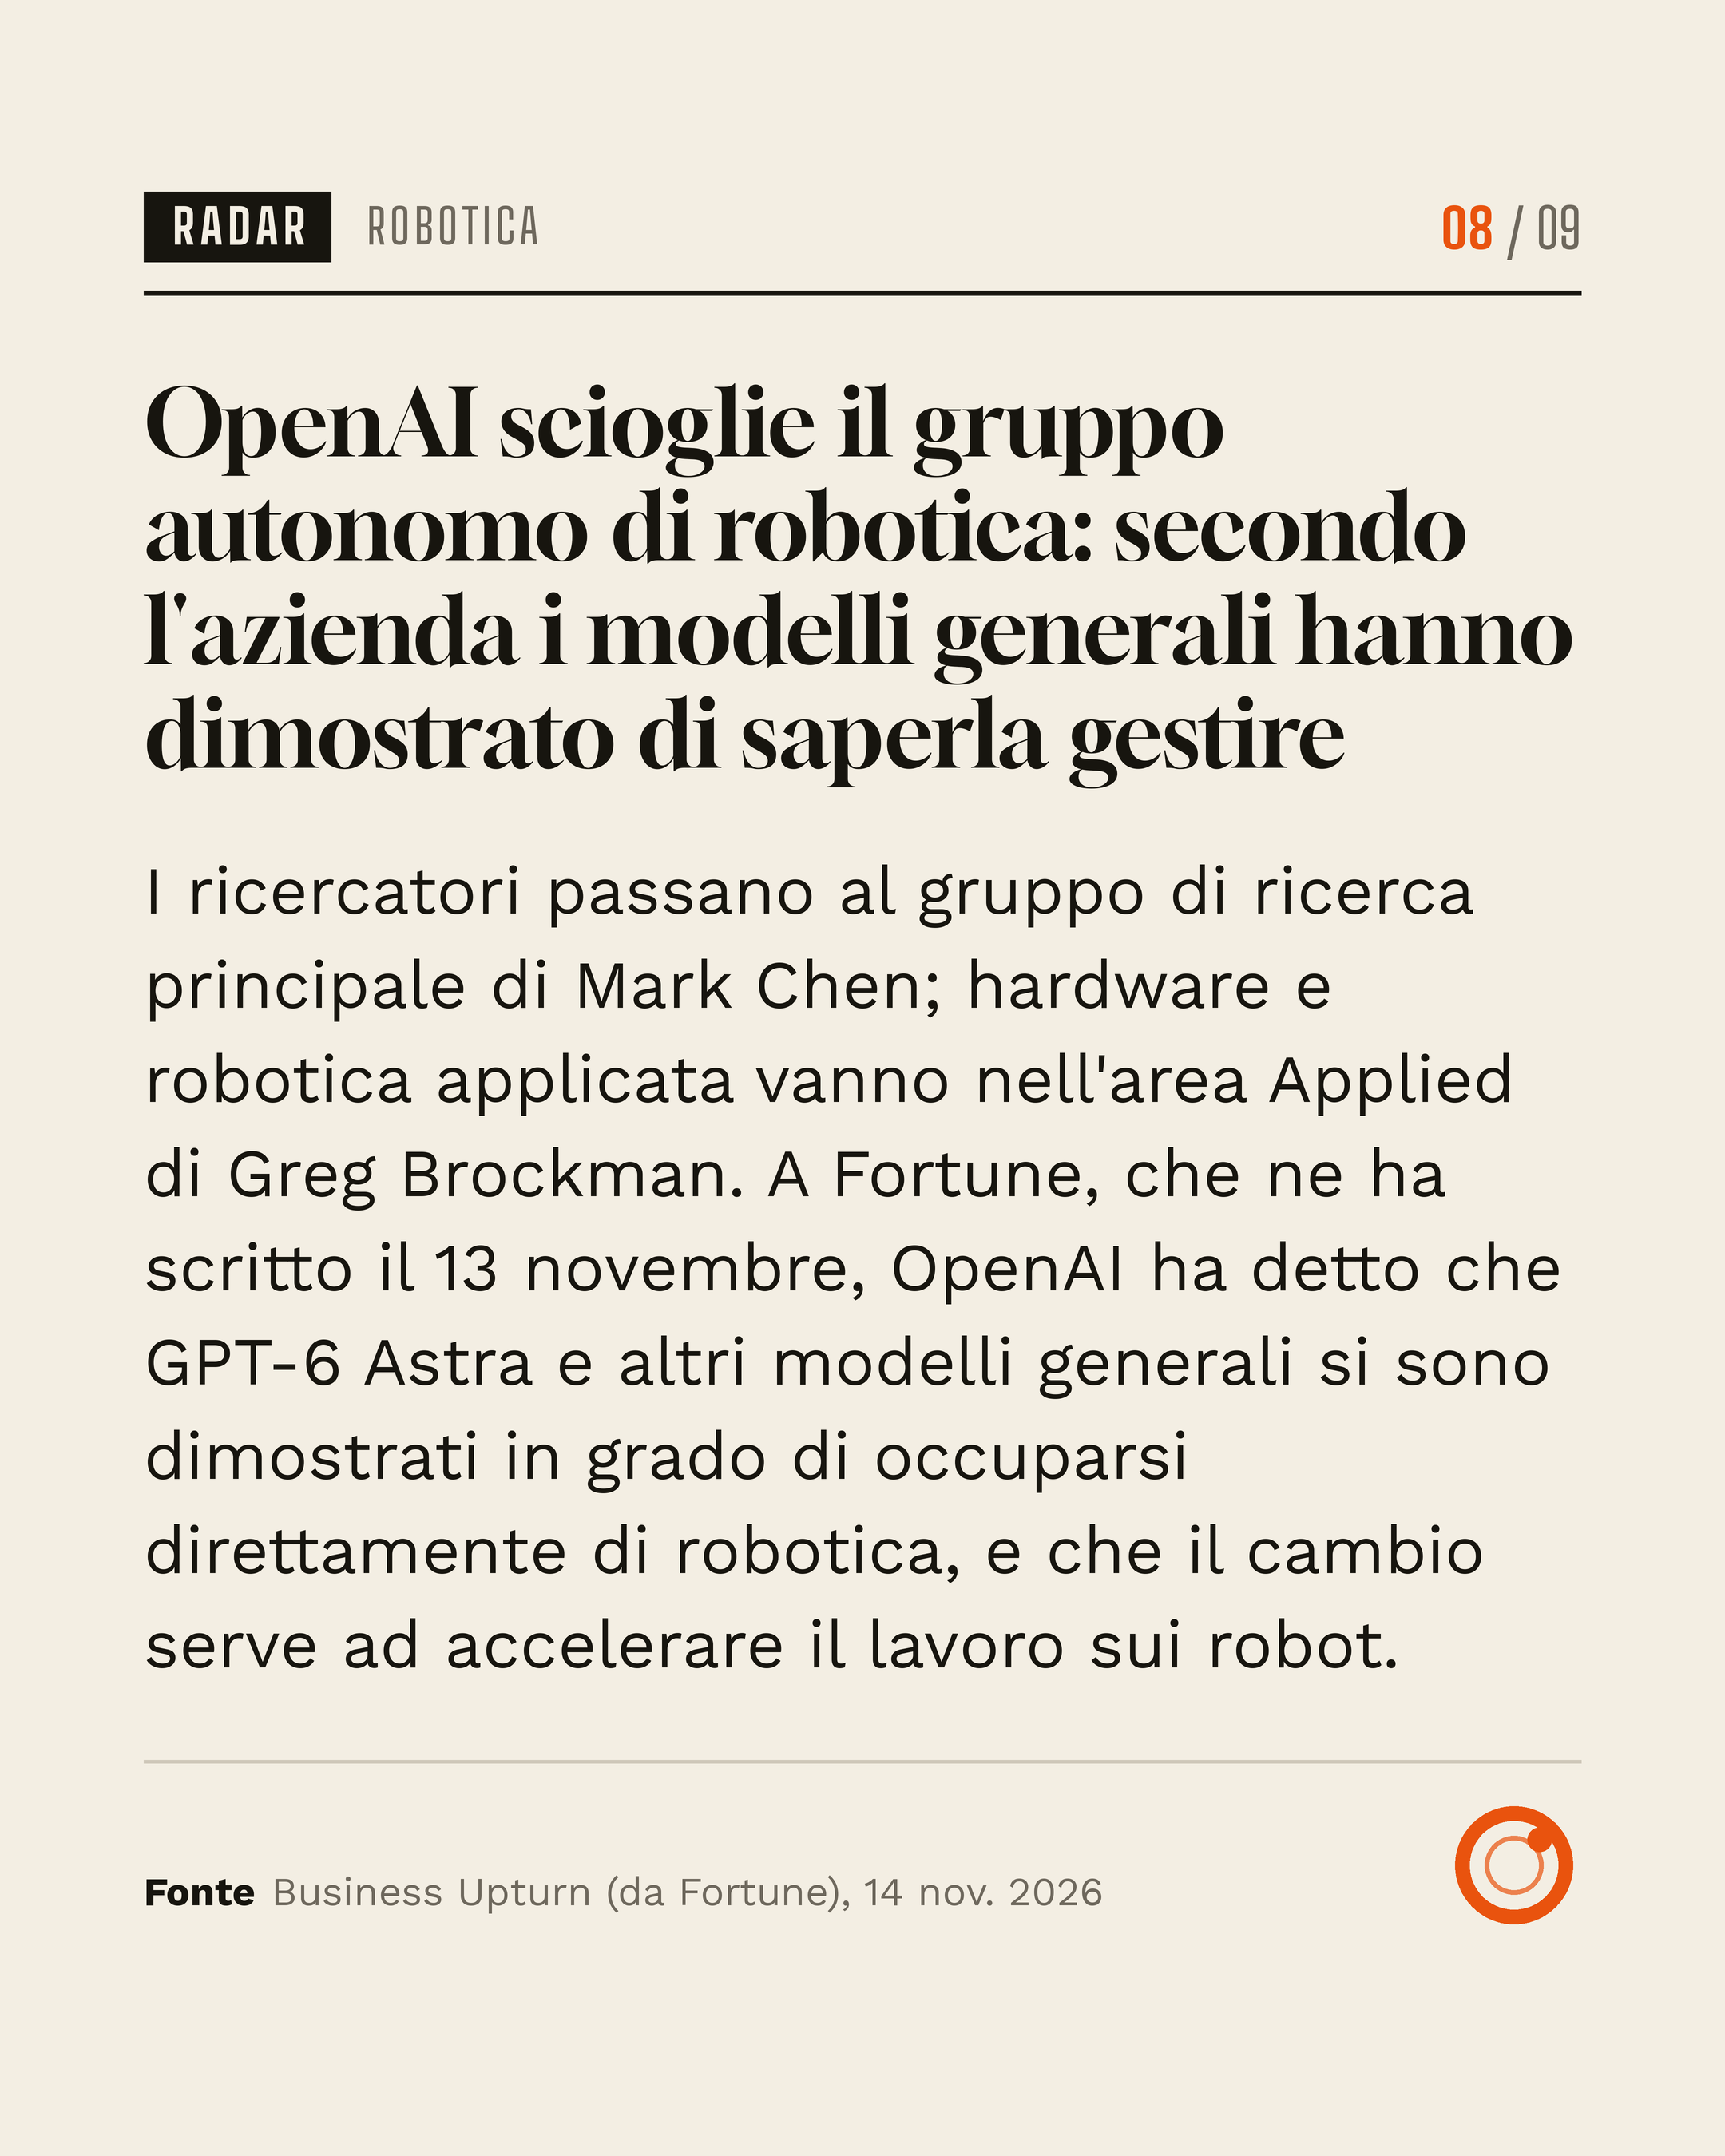 RADAR ROBOTICA 08 / 09
OpenAI scioglie il gruppo
autonomo di robotica: secondo
l'azienda i modelli generali hanno
dimostrato di saperla gestire
I ricercatori passano al gruppo di ricerca
principale di Mark Chen; hardware e
robotica applicata vanno nell'area Applied
di Greg Brockman. A Fortune, che ne ha
scritto il 13 novembre, OpenAI ha detto che
GPT-6 Astra e altri modelli generali si sono
dimostrati in grado di occuparsi
direttamente di robotica, e che il cambio
serve ad accelerare il lavoro sui robot.
Fonte Business Upturn (da Fortune), 14 nov. 2026